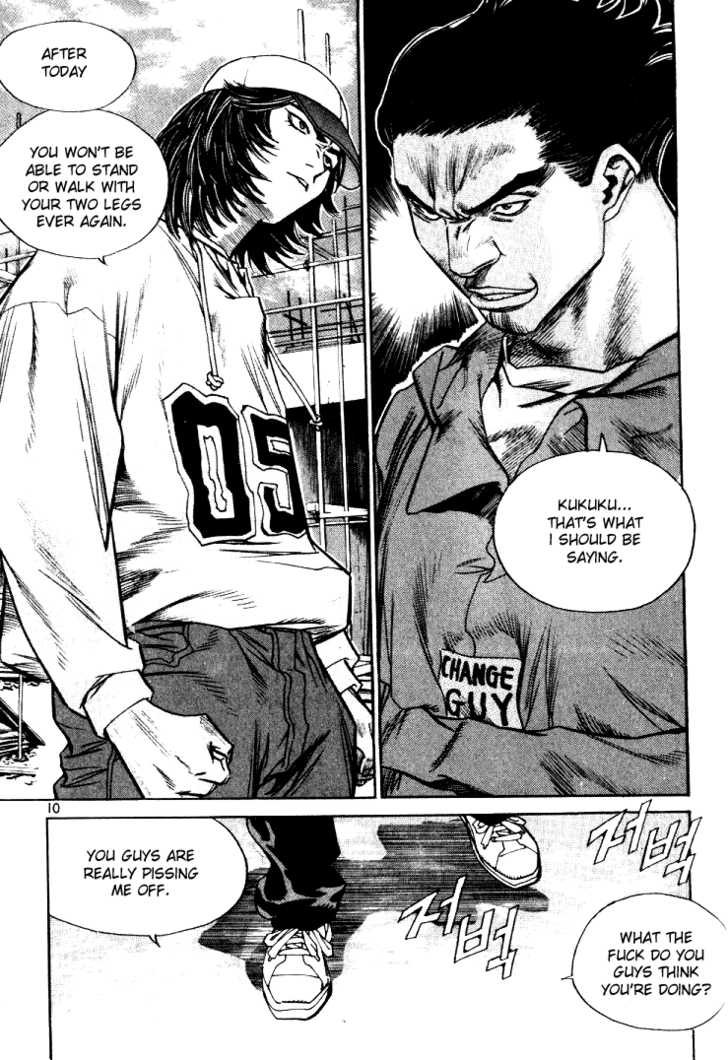 AFTER
TODAY
YOU WON'T BE
ABLE TO STAND
OR WALK WITH
YOUR TWO LEGS
EVER AGAIN.
09
KUKUKU...
THAT'S WHAT
I SHOULD BE
SAYING.
CHANGE
GUY
10
YOU GUYS ARE
REALLY PISSING
ME OFF.
저벅
저벅
WHAT THE
FUCK DO YOU
GUYS THINK
YOU'RE DOING?